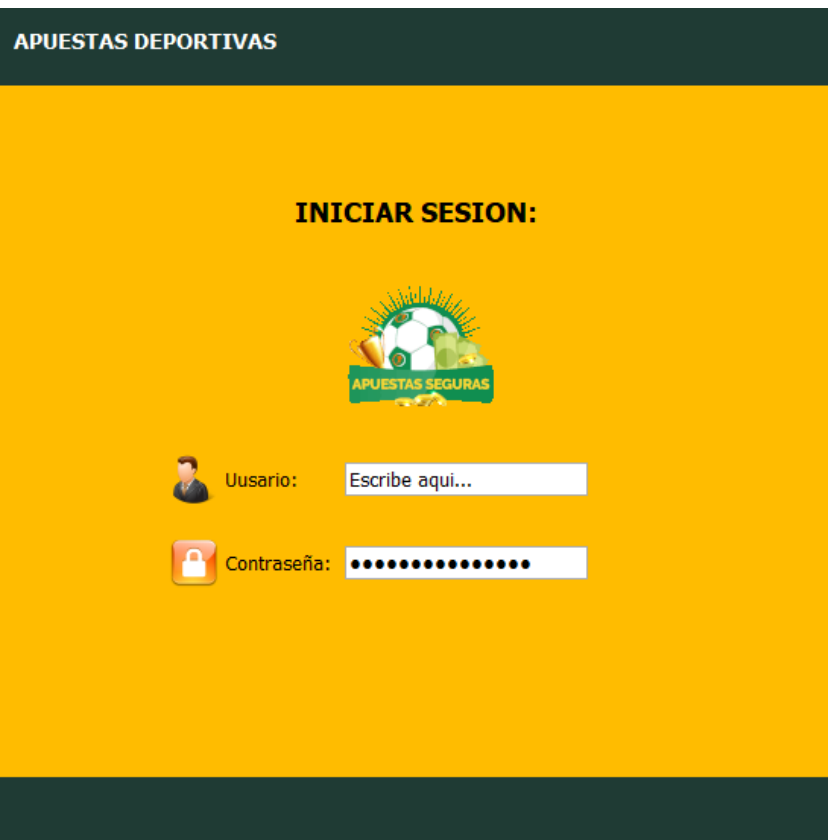 APUESTAS DEPORTIVAS
INICIAR SESION:
APUESTAS SEGURAS
Uusario: Escribe aqui...
Contraseña: •••••••••••••••